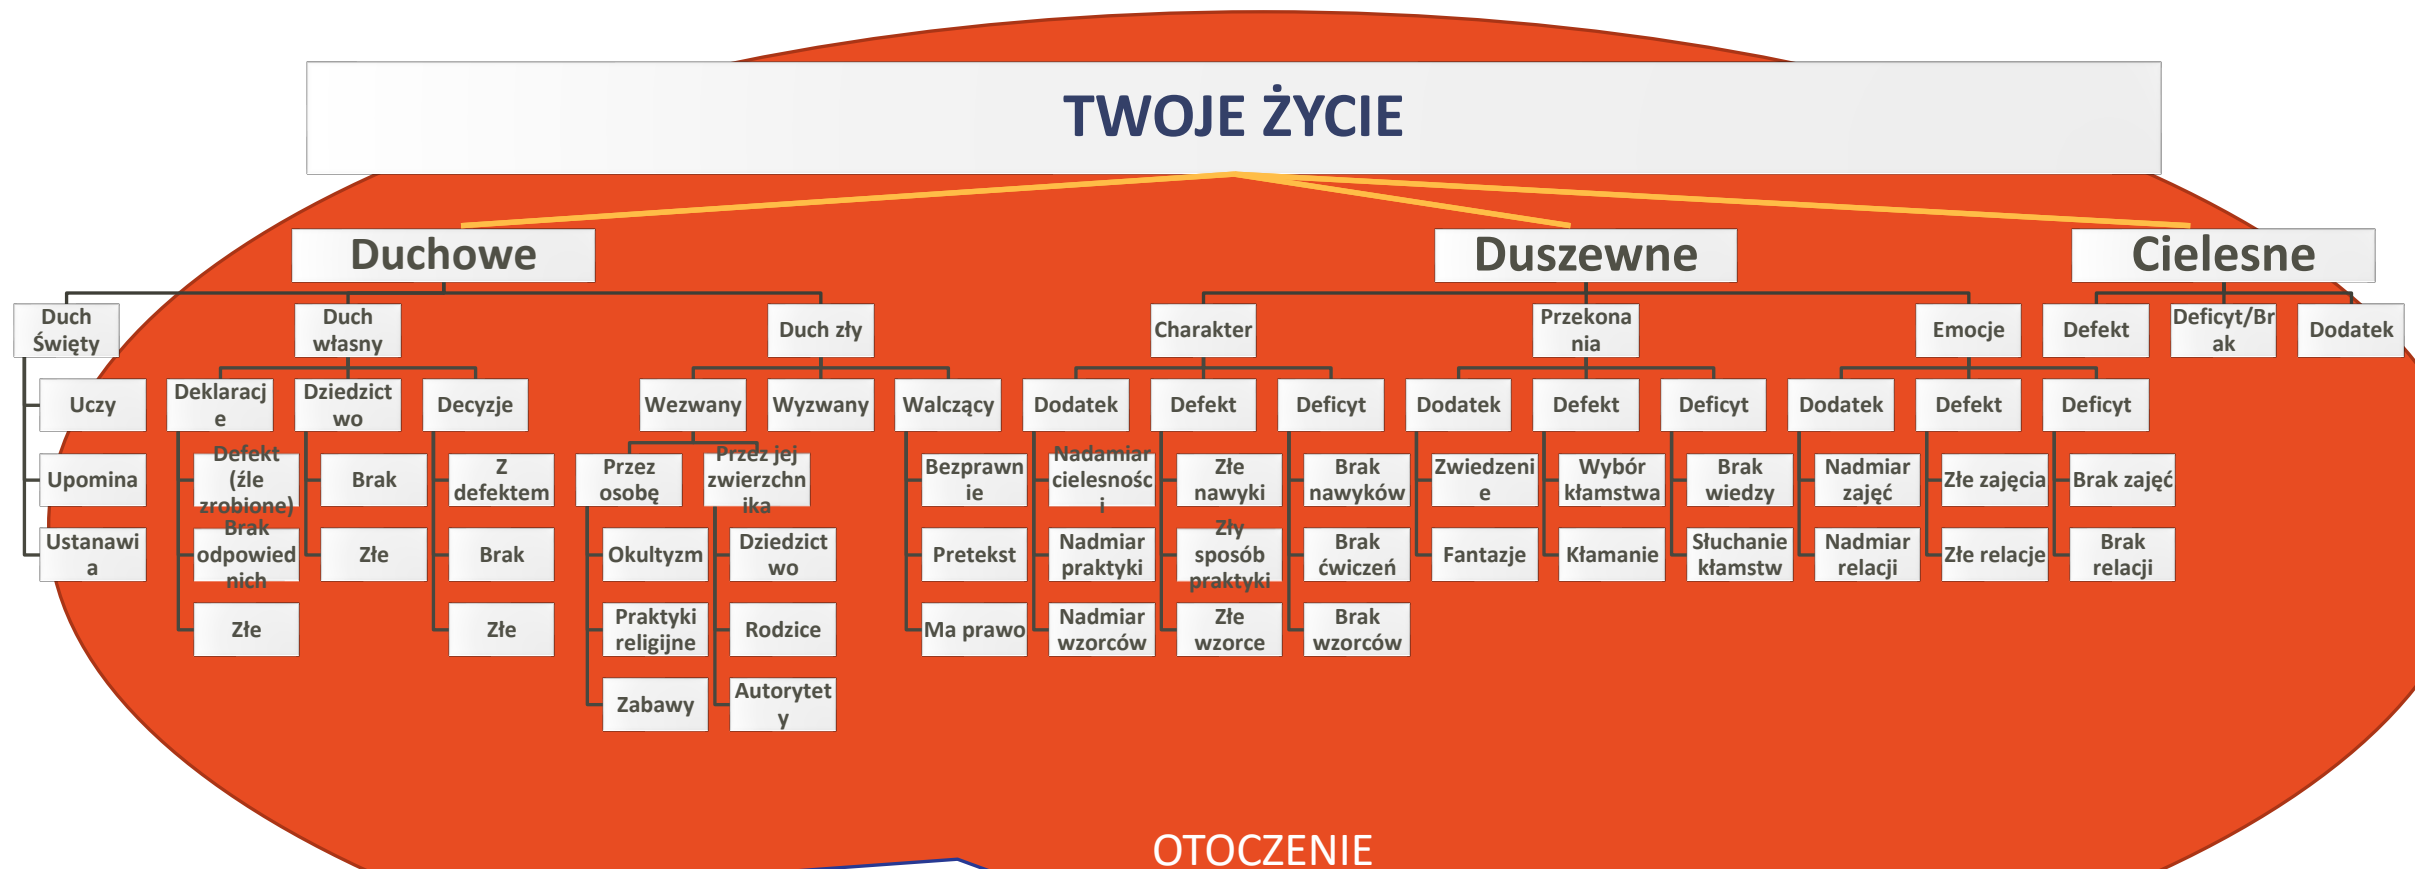 TWOJE ŻYCIE
Duchowe
Duszewne
Cielesne
Duch
Święty
Duch
własny
Duch zły
Charakter
Przekona
nia
Emocje
Defekt
Deficyt/Br
ak
Dodatek
Uczy
Deklaracj
e
Dziedzict
wo
Decyzje
Wezwany
Wyzwany
Walczący
Dodatek
Defekt
Deficyt
Dodatek
Defekt
Deficyt
Dodatek
Defekt
Deficyt
Upomina
Defekt
(źle
zrobione)
Brak
Z
defektem
Przez
osobę
Przez jej
zwierzchn
ika
Bezprawn
ie
Nadamiar
cielesnośc
i
Złe
nawyki
Brak
nawyków
Zwiedzeni
e
Wybór
kłamstwa
Brak
wiedzy
Nadmiar
zajęć
Złe zajęcia
Brak zajęć
Ustanawi
a
Brak
odpowied
nich
Złe
Brak
Okultyzm
Dziedzict
wo
Pretekst
Nadmiar
praktyki
Zły
sposób
praktyki
Brak
ćwiczeń
Fantazje
Kłamanie
Słuchanie
kłamstw
Nadmiar
relacji
Złe relacje
Brak
relacji
Złe
Złe
Praktyki
religijne
Rodzice
Ma prawo
Nadmiar
wzorców
Złe
wzorce
Brak
wzorców
Zabawy
Autorytet
y
OTOCZENIE